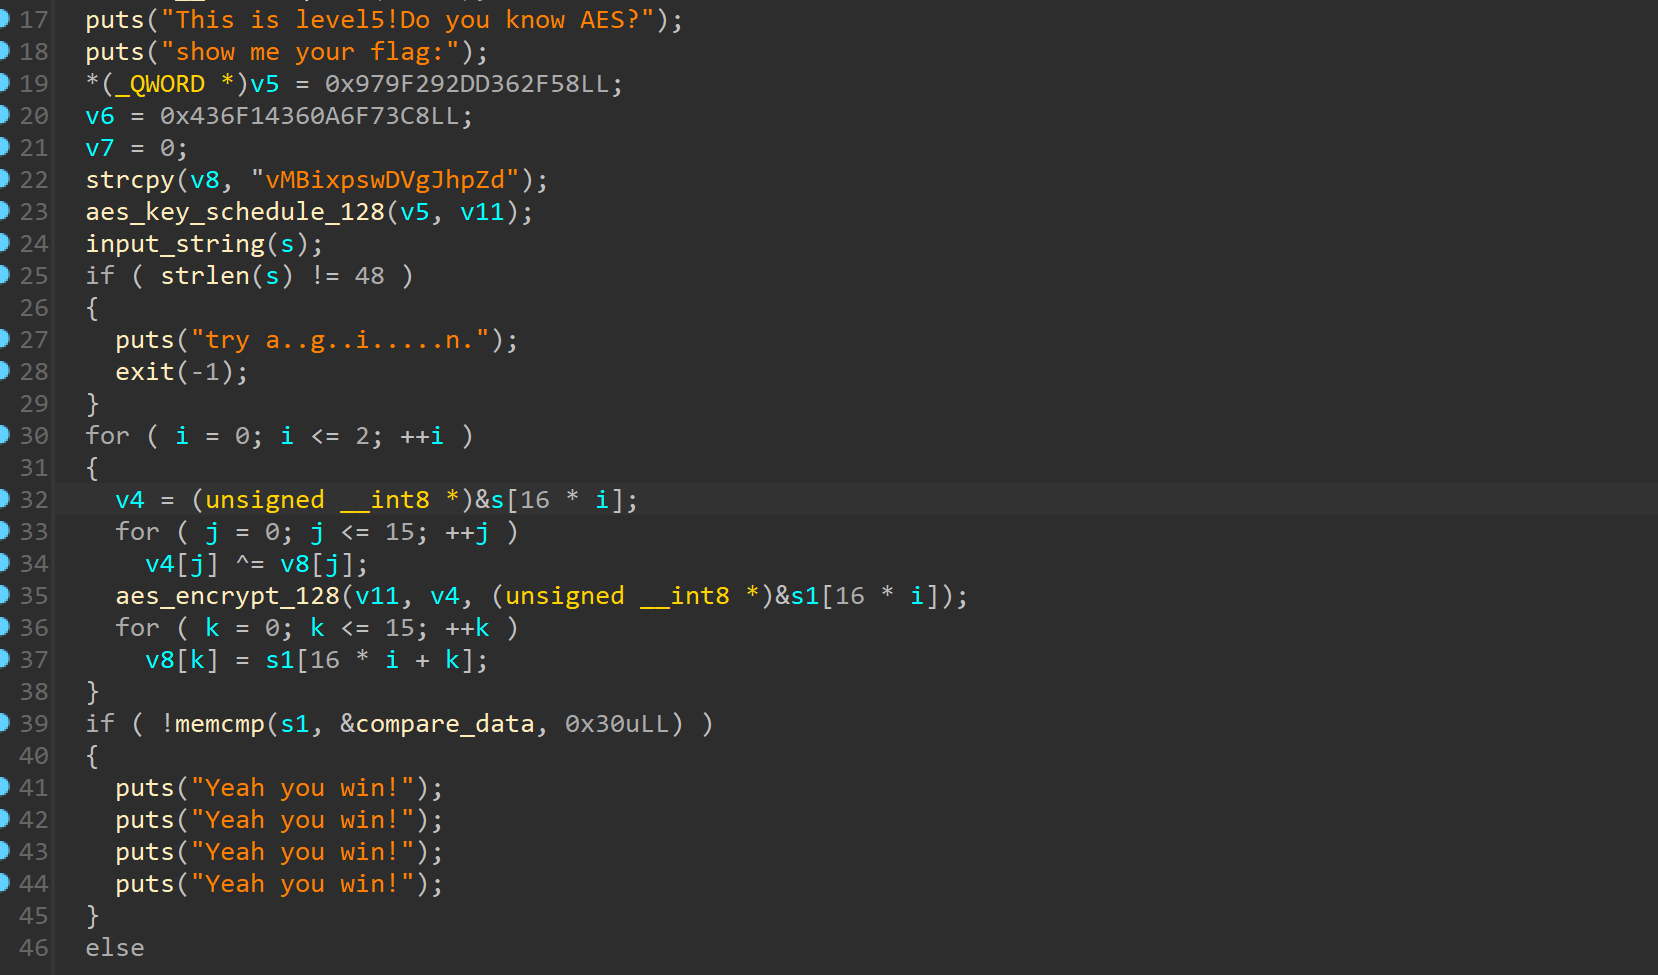 17 puts("This is level5!Do you know AES?");
18 puts("show me your flag:");
19 *(_QWORD *)v5 = 0x979F292DD362F58LL;
20 v6 = 0x436F14360A6F73C8LL;
21 v7 = 0;
22 strcpy(v8, "vMBixpswDVgJhpZd");
23 aes_key_schedule_128(v5, v11);
24 input_string(s);
25 if ( strlen(s) != 48 )
26 {
27 puts("try a..g..i.....n.");
28 exit(-1);
29 }
30 for ( i = 0; i <= 2; ++i )
31 {
32 v4 = (unsigned __int8 *)&s[16 * i];
33 for ( j = 0; j <= 15; ++j )
34 v4[j] ^= v8[j];
35 aes_encrypt_128(v11, v4, (unsigned __int8 *)&s1[16 * i]);
36 for ( k = 0; k <= 15; ++k )
37 v8[k] = s1[16 * i + k];
38 }
39 if ( !memcmp(s1, &compare_data, 0x30uLL) )
40 {
41 puts("Yeah you win!");
42 puts("Yeah you win!");
43 puts("Yeah you win!");
44 puts("Yeah you win!");
45 }
46 else